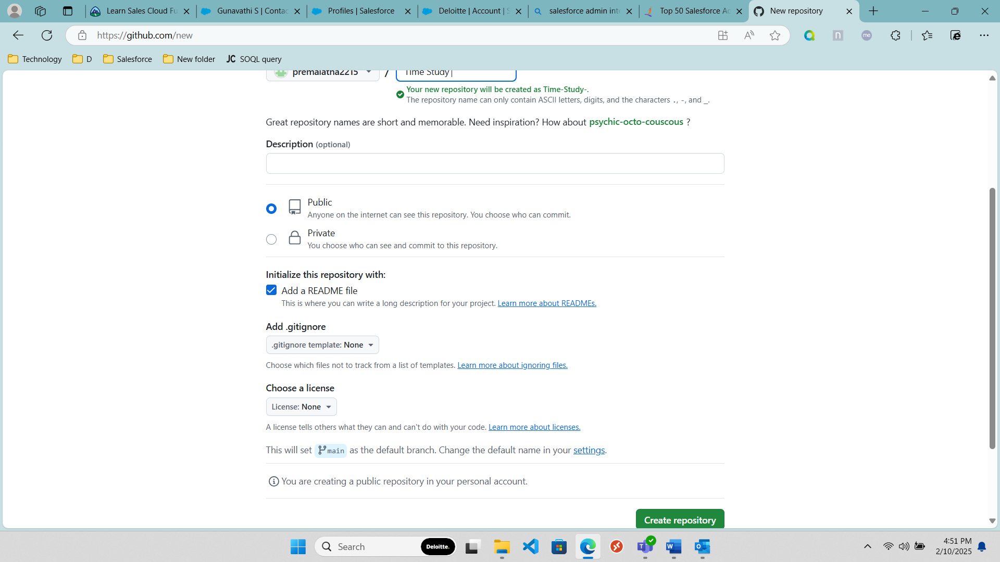 Learn Sales Cloud Fu
Gunavathi S | Contac
Profiles | Salesforce
Deloitte | Account | S
salesforce admin inte
Top 50 Salesforce Ac
New repository
https://github.com/new
Technology
D
Salesforce
New folder
JC SOQL query
premalatha2215 / Time Study
Your new repository will be created as Time-Study-.
The repository name can only contain ASCII letters, digits, and the characters ., -, and _.
Great repository names are short and memorable. Need inspiration? How about psychic-octo-couscous ?
Description (optional)
Public
Anyone on the internet can see this repository. You choose who can commit.
Private
You choose who can see and commit to this repository.
Initialize this repository with:
Add a README file
This is where you can write a long description for your project. Learn more about READMEs.
Add .gitignore
.gitignore template: None
Choose which files not to track from a list of templates. Learn more about ignoring files.
Choose a license
License: None
A license tells others what they can and can't do with your code. Learn more about licenses.
This will set main as the default branch. Change the default name in your settings.
You are creating a public repository in your personal account.
Create repository
Search
Deloitte.
4:51 PM
2/10/2025